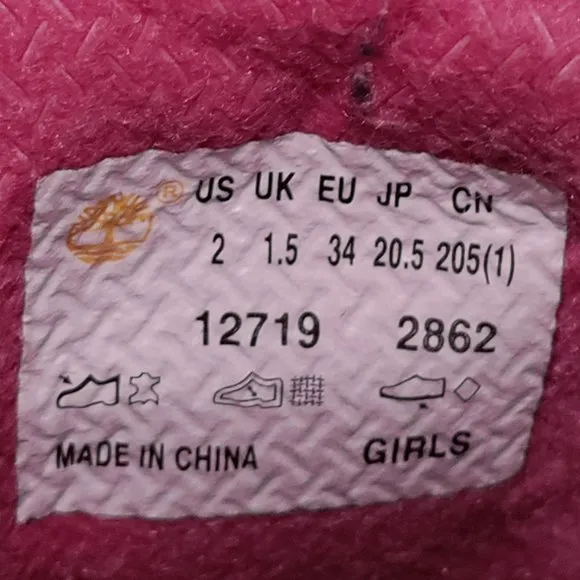 ® US UK EU JP CN
2 1.5 34 20.5 205(1)
12719 2862
MADE IN CHINA GIRLS